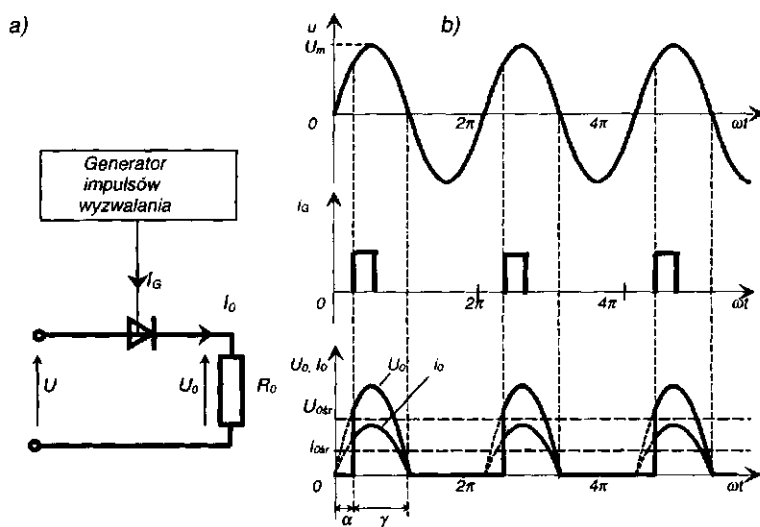 a)
b)
Generator
impulsów
wyzwalania
I_G
I_0
U
U_0
R_0
u
U_m
0
2π
4π
ωt
i_G
0
2π
4π
ωt
U_0, I_0
U_0
i_0
U_0śr
I_0śr
0
2π
4π
ωt
α
γ